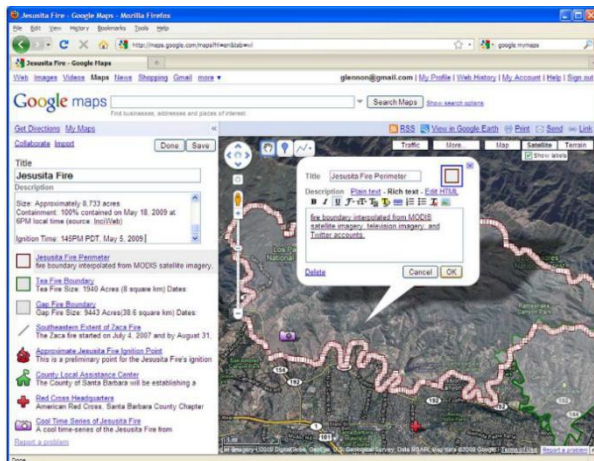 Jesusita Fire - Google Maps - Mozilla Firefox
File Edit View History Bookmarks Tools Help
http://maps.google.com/maps?hl=en&tab=wl
google mymaps
Jesusita Fire - Google Maps
Web Images Videos Maps News Shopping Gmail more ▼
glennon@gmail.com | My Profile | Web History | My Account | Help | Sign out
Google maps
Search Maps
Show search options
Find businesses, addresses and places of interest.
Get Directions My Maps
RSS View in Google Earth Print Send Link
Collaborate Import
Done Save
Traffic More... Map Satellite Terrain
Show labels
Title
Jesusita Fire
Description
Size: Approximately 8,733 acres
Containment: 100% contained on May 18, 2009 at
6PM local time (source: InciWeb)
Ignition Time: 145PM PDT, May 5, 2009
Title Jesusita Fire Perimeter
Description Plain text - Rich text - Edit HTML
fire boundary interpolated from MODIS
satellite imagery, television imagery, and
Twitter accounts.
Delete
Cancel OK
Jesusita Fire Perimeter
fire boundary interpolated from MODIS satellite imagery,
Tea Fire Boundary
Tea Fire Size: 1940 Acres (8 square km) Dates:
Gap Fire Boundary
Gap Fire Size: 9443 Acres(38.6 square km) Dates:
Southeastern Extent of Zaca Fire
The Zaca fire started on July 4, 2007 and by August 31,
Approximate Jesusita Fire Ignition Point
This is a preliminary point for the Jesusita Fire's ignition
County Local Assistance Center
The County of Santa Barbara will be establishing a
Red Cross Headquarters
American Red Cross, Santa Barbara County Chapter
Cool Time Series of Jesusita Fire
A cool time-series of the Jesusita Fire from
Report a problem
154
192
192
192
144
1
101
Terms of Use
Report a problem
Done